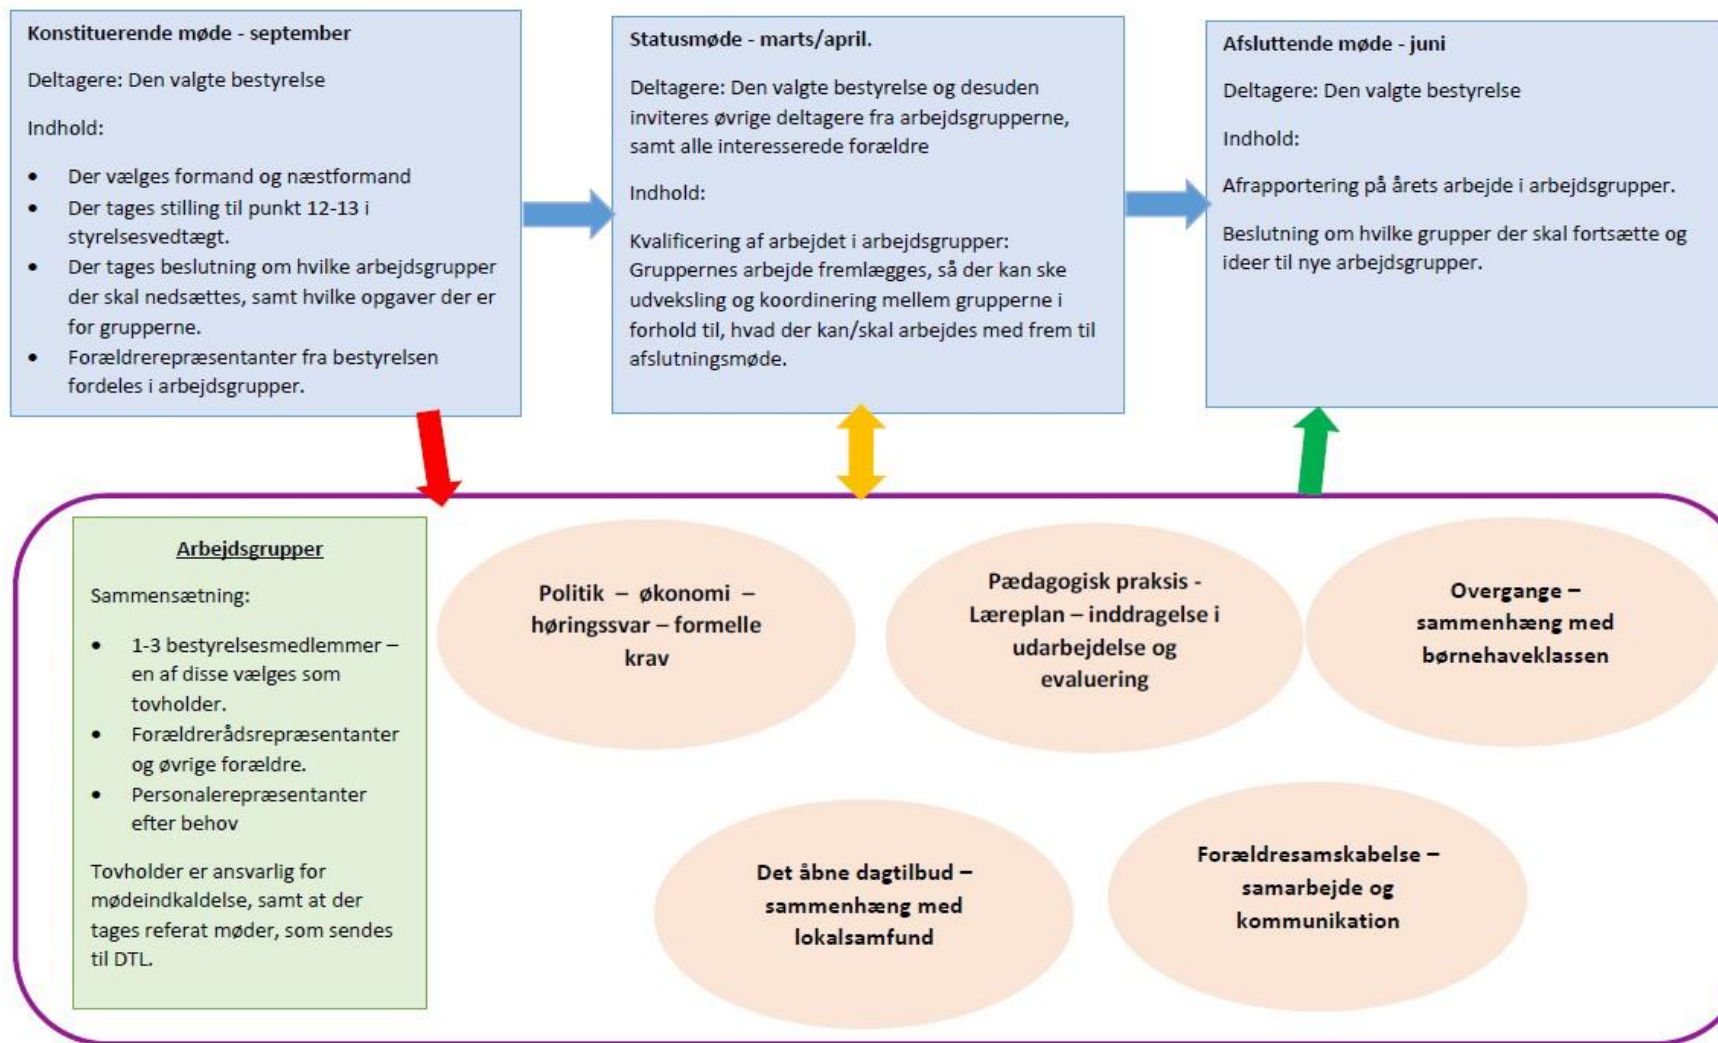 Konstituerende møde - september
Deltagere: Den valgte bestyrelse
Indhold:
• Der vælges formand og næstformand
• Der tages stilling til punkt 12-13 i
styrelsesvedtægt.
• Der tages beslutning om hvilke arbejdsgrupper
der skal nedsættes, samt hvilke opgaver der er
for grupperne.
• Forældrerepræsentanter fra bestyrelsen
fordeles i arbejdsgrupper.
Statusmøde - marts/april.
Deltagere: Den valgte bestyrelse og desuden
inviteres øvrige deltagere fra arbejdsgrupperne,
samt alle interesserede forældre
Indhold:
Kvalificering af arbejdet i arbejdsgrupper:
Gruppernes arbejde fremlægges, så der kan ske
udveksling og koordinering mellem grupperne i
forhold til, hvad der kan/skal arbejdes med frem til
afslutningsmøde.
Afsluttende møde - juni
Deltagere: Den valgte bestyrelse
Indhold:
Afrapportering på årets arbejde i arbejdsgrupper.
Beslutning om hvilke grupper der skal fortsætte og
ideer til nye arbejdsgrupper.
Arbejdsgrupper
Sammensætning:
• 1-3 bestyrelsesmedlemmer –
en af disse vælges som
tovholder.
• Forældrerådsrepræsentanter
og øvrige forældre.
• Personalerepræsentanter
efter behov
Tovholder er ansvarlig for
mødeindkaldelse, samt at der
tages referat møder, som sendes
til DTL.
Politik – økonomi –
høringssvar – formelle
krav
Pædagogisk praksis -
Læreplan – inddragelse i
udarbejdelse og
evaluering
Overgange –
sammenhæng med
børnehaveklassen
Det åbne dagtilbud –
sammenhæng med
lokalsamfund
Forældresamskabelse –
samarbejde og
kommunikation